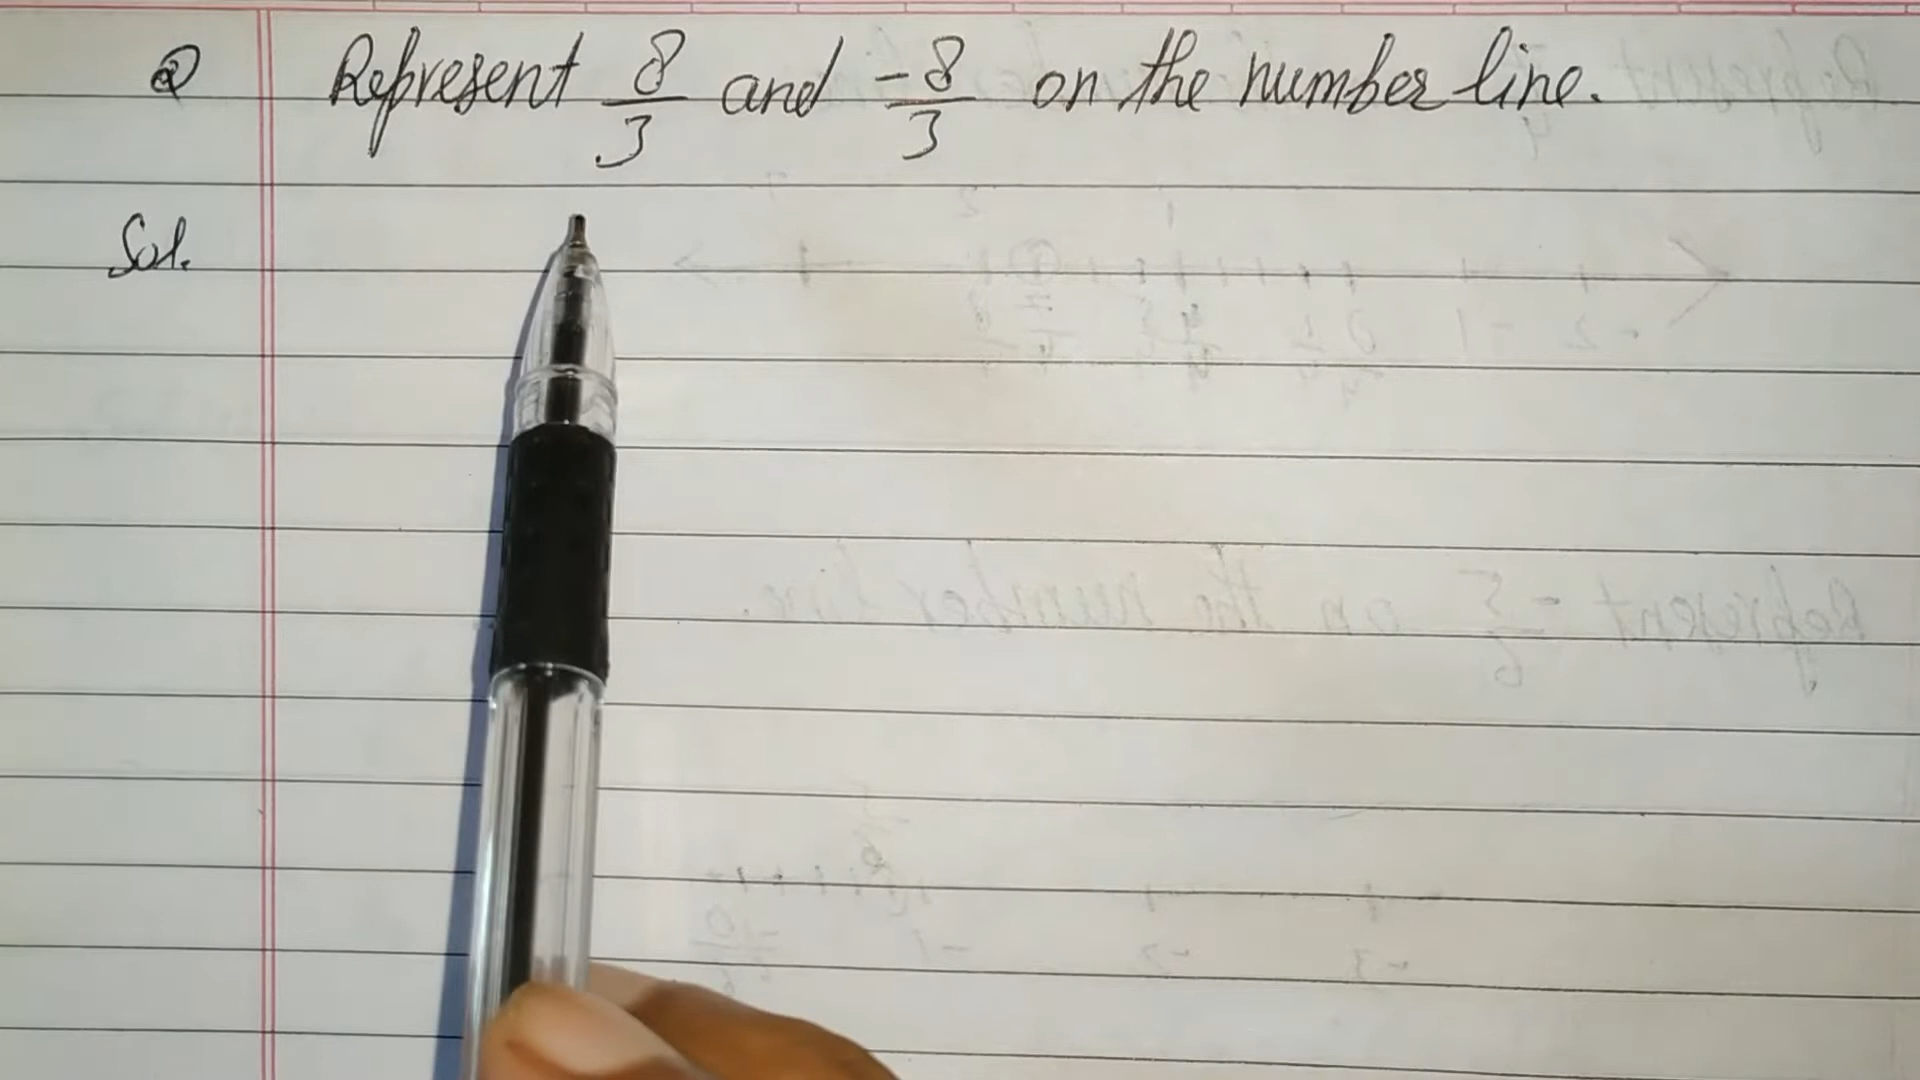 Q Represent 8/3 and -8/3 on the number line.
Sol.